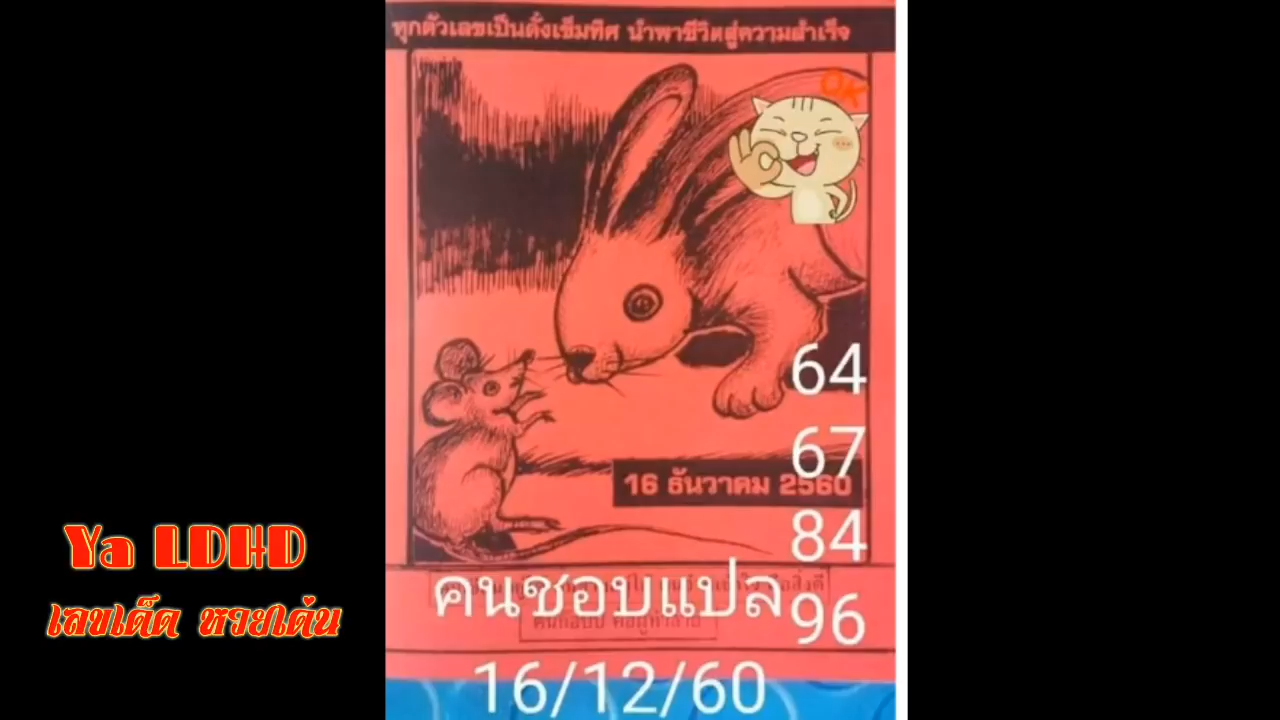 ทุกตัวเลขเป็นดั่งเข็มทิศ นำพาชีวิตสู่ความสำเร็จ
OK
64
67
16 ธันวาคม 2560
84
คนชอบแปล
96
16/12/60
Ya LDHD
เลขเด็ด หวยเด่น